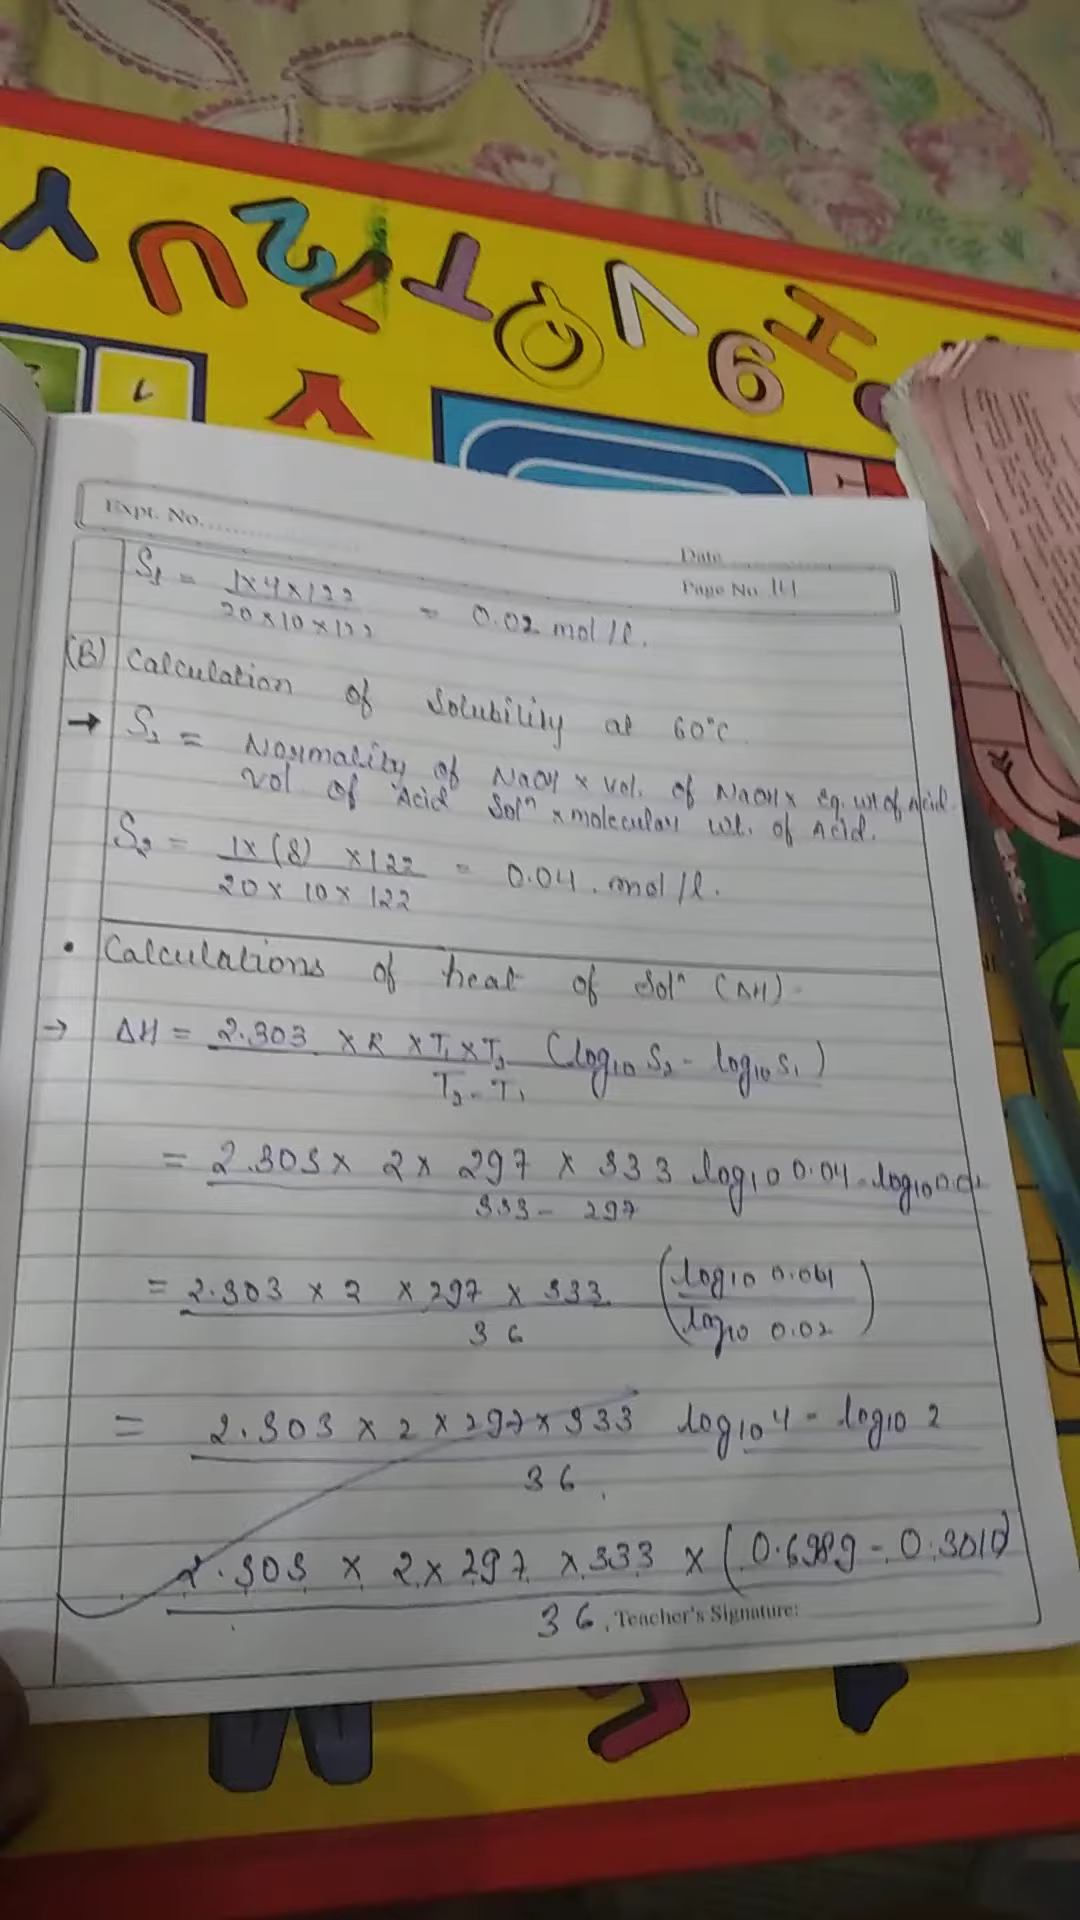 Y U 2 7 T V 9 H
Expt. No.
Date
Page No. 141
S₁ = 1×4×122 / 20×10×122 = 0.02 mol/l.
(B) Calculation of Solubility at 60°C.
→ S₂ = Normality of NaOH × vol. of NaOH × eq. wt of Acid.
vol of Acid Solⁿ × molecular wt. of Acid.
S₂ = 1×(8)×122 / 20×10×122 = 0.04. mol/l.
• Calculations of heat of Solⁿ (ΔH)
→ ΔH = 2.303 × R × T₁ × T₂ / T₂ - T₁ (log₁₀ S₂ - log₁₀ S₁)
= 2.303 × 2 × 297 × 333 / 333 - 297 log₁₀ 0.04 - log₁₀
= 2.303 × 2 × 297 × 333 / 36 (log₁₀ 0.04 / log₁₀ 0.02)
= 2.303 × 2 × 297 × 333 / 36. log₁₀ 4 - log₁₀ 2
2.303 × 2 × 297 × 333 × (0.6989 - 0.3010) / 36.
Teacher's Signature: